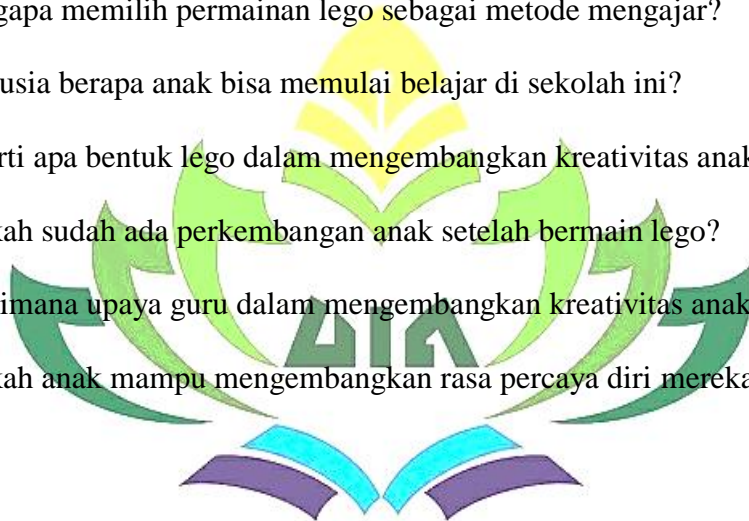 gapa memilih permainan lego sebagai metode mengajar?
usia berapa anak bisa memulai belajar di sekolah ini?
rti apa bentuk lego dalam mengembangkan kreativitas anak
kah sudah ada perkembangan anak setelah bermain lego?
imana upaya guru dalam mengembangkan kreativitas anak
kah anak mampu mengembangkan rasa percaya diri mereka